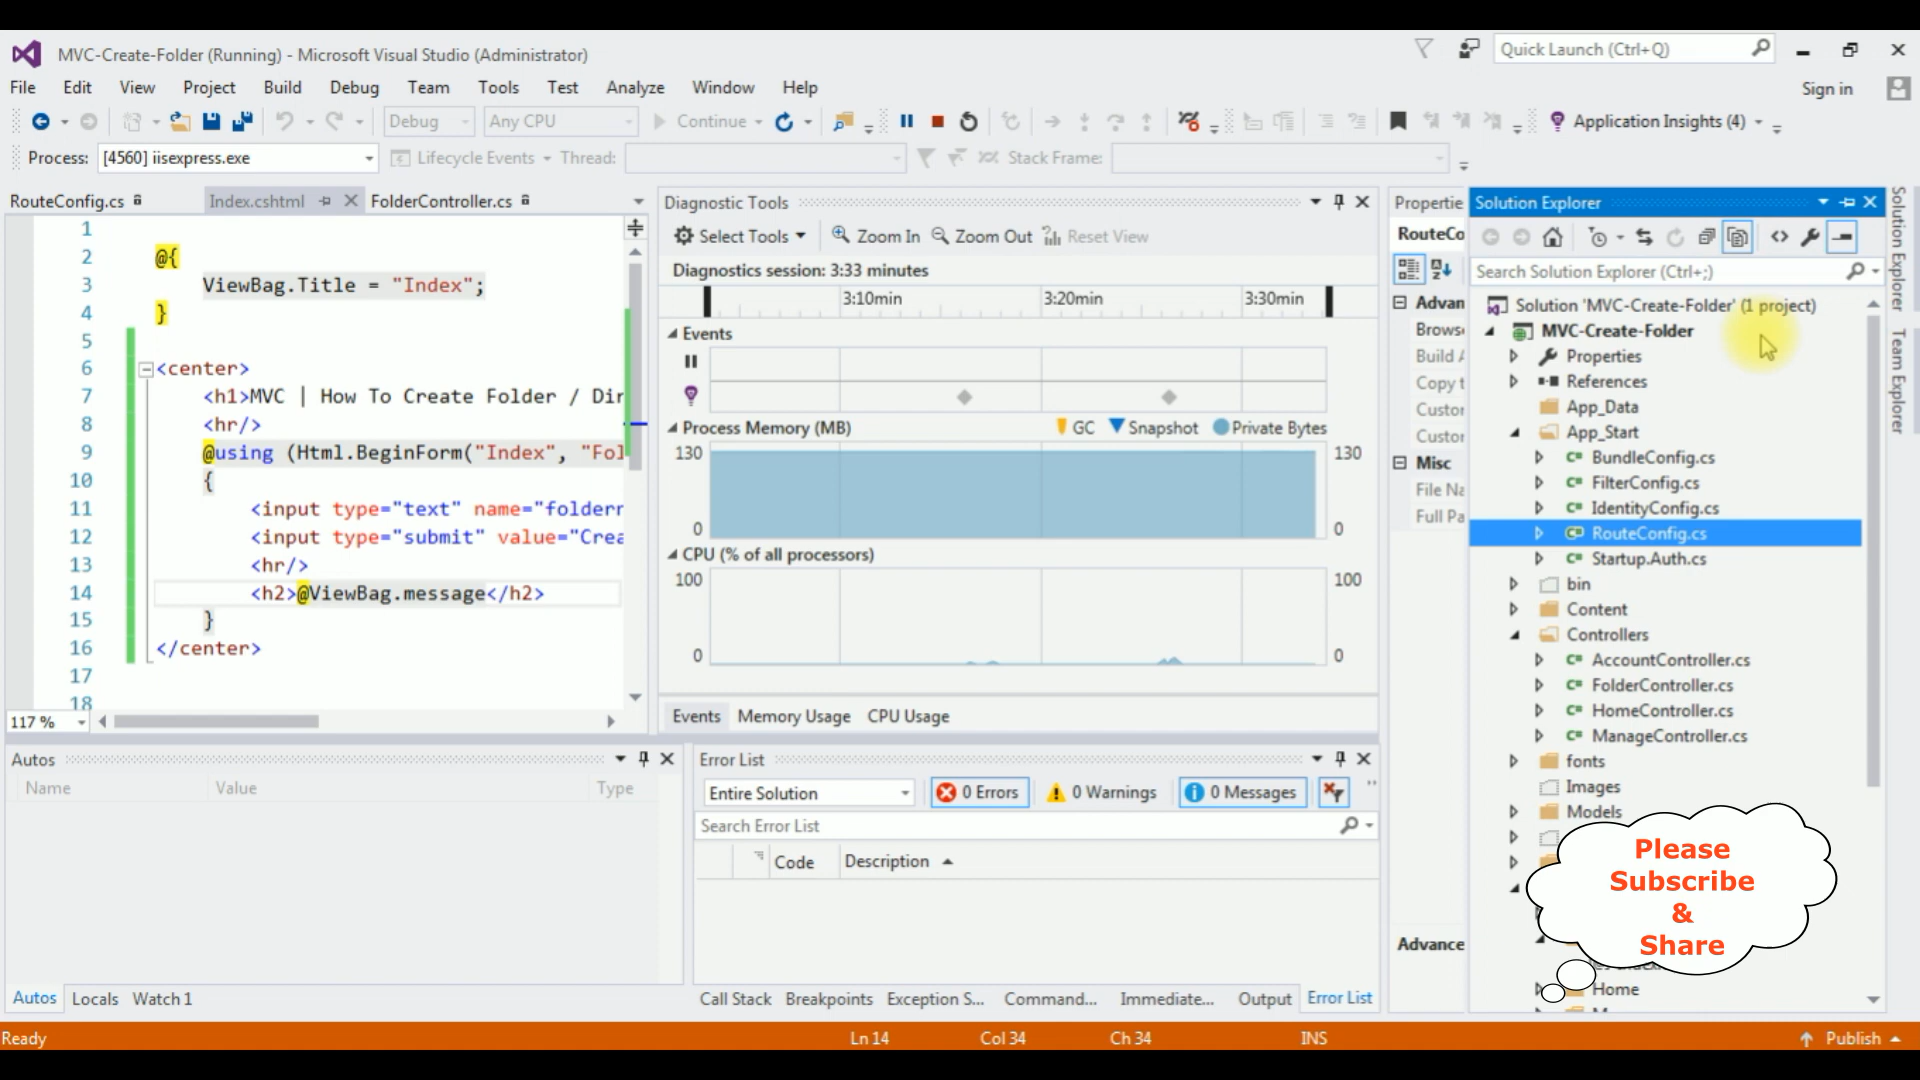 MVC-Create-Folder (Running) - Microsoft Visual Studio (Administrator)
Quick Launch (Ctrl+Q)
File Edit View Project Build Debug Team Tools Test Analyze Window Help
Sign in
Debug Any CPU Continue Application Insights (4)
Process: [4560] iisexpress.exe Lifecycle Events Thread: Stack Frame:
RouteConfig.cs Index.cshtml FolderController.cs
1
2 @{
3 ViewBag.Title = "Index";
4 }
5
6 <center>
7 <h1>MVC | How To Create Folder / Dir
8 <hr/>
9 @using (Html.BeginForm("Index", "Fol
10 {
11 <input type="text" name="foldern
12 <input type="submit" value="Crea
13 <hr/>
14 <h2>@ViewBag.message</h2>
15 }
16 </center>
17
18
117 %
Diagnostic Tools
Select Tools Zoom In Zoom Out Reset View
Diagnostics session: 3:33 minutes
3:10min 3:20min 3:30min
Events
Process Memory (MB) GC Snapshot Private Bytes
130 130
0 0
CPU (% of all processors)
100 100
0 0
Events Memory Usage CPU Usage
Propertie
RouteCo
Advan
Browse
Build A
Copy t
Custor
Custor
Misc
File Na
Full Pa
Advance
Solution Explorer
Search Solution Explorer (Ctrl+;)
Solution 'MVC-Create-Folder' (1 project)
MVC-Create-Folder
Properties
References
App_Data
App_Start
BundleConfig.cs
FilterConfig.cs
IdentityConfig.cs
RouteConfig.cs
Startup.Auth.cs
bin
Content
Controllers
AccountController.cs
FolderController.cs
HomeController.cs
ManageController.cs
fonts
Images
Models
Home
Solution Explorer
Team Explorer
Please
Subscribe
&
Share
Autos
Name Value Type
Autos Locals Watch 1
Error List
Entire Solution 0 Errors 0 Warnings 0 Messages
Search Error List
Code Description
Call Stack Breakpoints Exception S... Command... Immediate... Output Error List
Ready Ln 14 Col 34 Ch 34 INS Publish